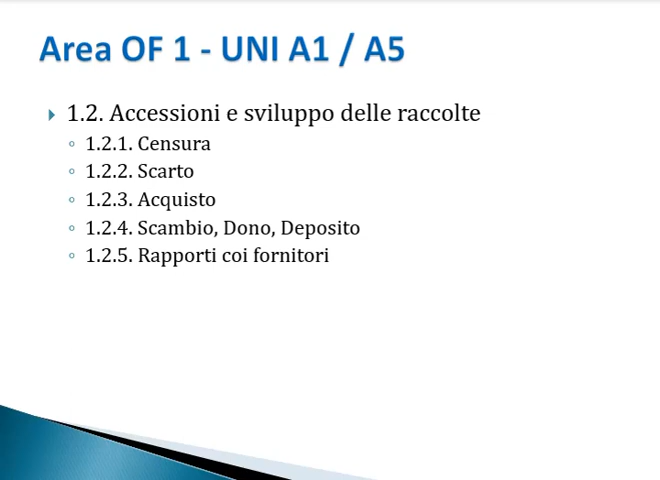 Area OF 1 - UNI A1 / A5
1.2. Accessioni e sviluppo delle raccolte
1.2.1. Censura
1.2.2. Scarto
1.2.3. Acquisto
1.2.4. Scambio, Dono, Deposito
1.2.5. Rapporti coi fornitori